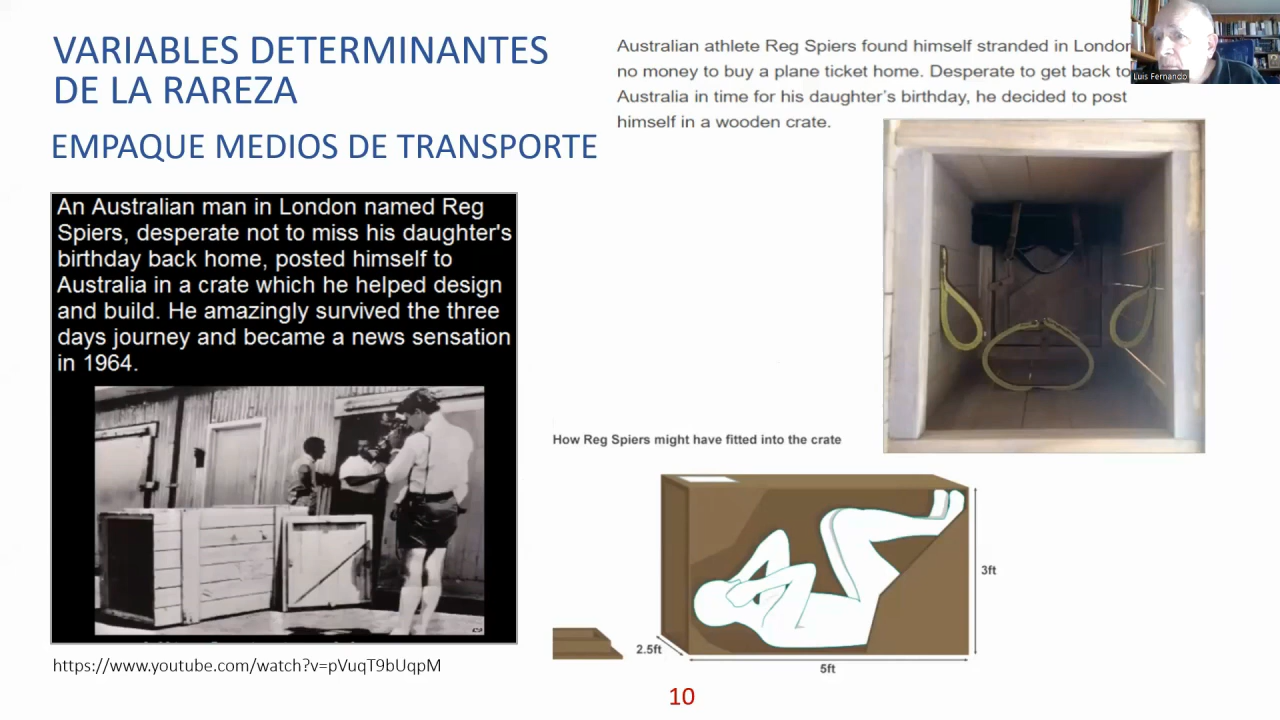 VARIABLES DETERMINANTES
DE LA RAREZA
EMPAQUE MEDIOS DE TRANSPORTE
Australian athlete Reg Spiers found himself stranded in London
no money to buy a plane ticket home. Desperate to get back to
Australia in time for his daughter's birthday, he decided to post
himself in a wooden crate.
Luis Fernando
An Australian man in London named Reg
Spiers, desperate not to miss his daughter's
birthday back home, posted himself to
Australia in a crate which he helped design
and build. He amazingly survived the three
days journey and became a news sensation
in 1964.
https://www.youtube.com/watch?v=pVuqT9bUqpM
How Reg Spiers might have fitted into the crate
3ft
2.5ft
5ft
10